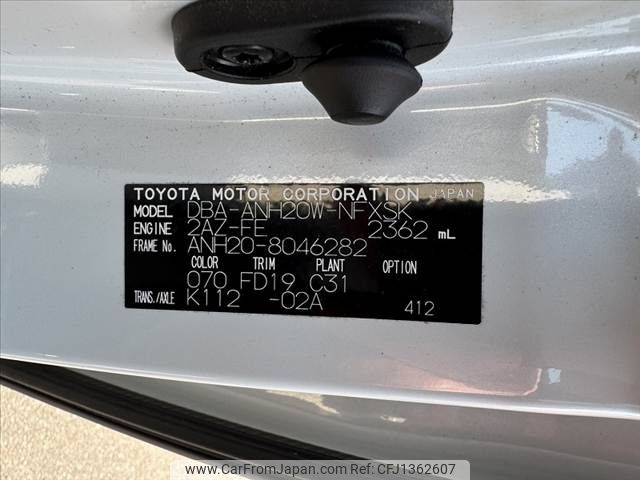 TOYOTA MOTOR CORPORATION JAPAN
MODEL DBA-ANH20W-NFXSK
ENGINE 2AZ-FE 2362 mL
FRAME No. ANH20-8046282
COLOR TRIM PLANT OPTION
070 FD19 C31
TRANS./AXLE K112 -02A 412
www.CarFromJapan.com - CFJ1362607